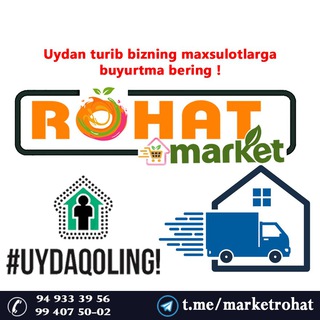 Uydan turib bizning maxsulotlarga
buyurtma bering !
ROHAT
market
#UYDAQOLING!
94 933 39 56
99 407 50-02
t.me/marketrohat